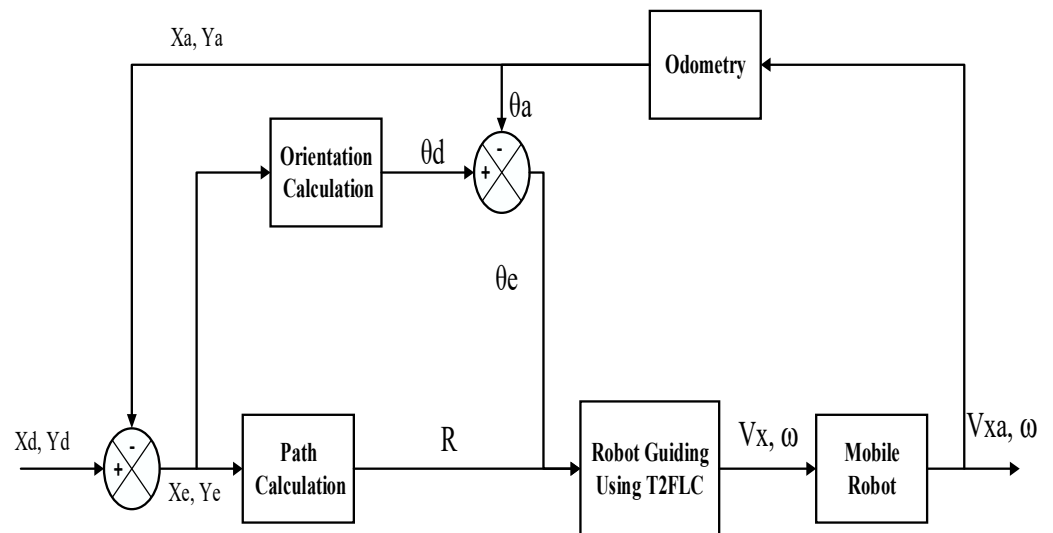 Xa, Ya
Odometry
θa
-
Orientation
Calculation
θd
+
θe
Xd, Yd
-
+
Xe, Ye
Path
Calculation
R
Robot Guiding
Using T2FLC
Vx, ω
Mobile
Robot
Vxa, ω